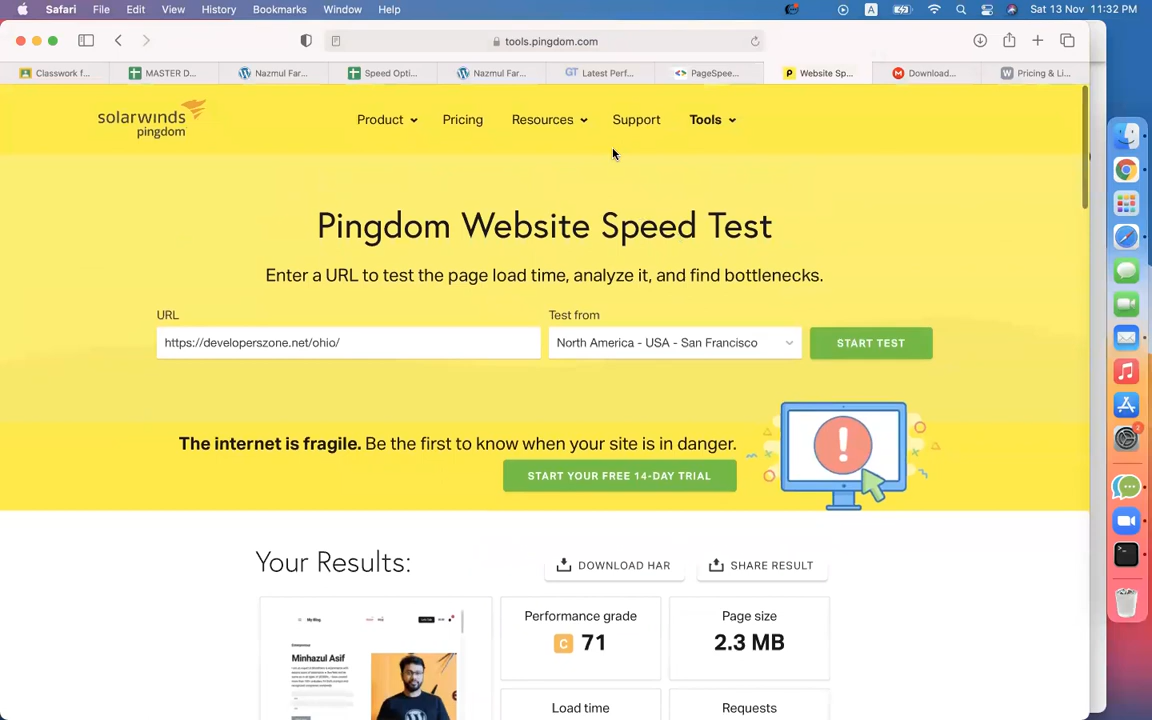 Safari File Edit View History Bookmarks Window Help A Sat 13 Nov 11:32 PM
tools.pingdom.com
Classwork f... MASTER D... Nazmul Far... Speed Opti... Nazmul Far... Latest Perf... PageSpee... Website Sp... Download... Pricing & Li...
solarwinds
pingdom
Product Pricing Resources Support Tools
Pingdom Website Speed Test
Enter a URL to test the page load time, analyze it, and find bottlenecks.
URL Test from
https://developerszone.net/ohio/ North America - USA - San Francisco START TEST
The internet is fragile. Be the first to know when your site is in danger.
START YOUR FREE 14-DAY TRIAL
Your Results: DOWNLOAD HAR SHARE RESULT
Performance grade Page size
C 71 2.3 MB
My Blog
Minhazul Asif
Load time Requests